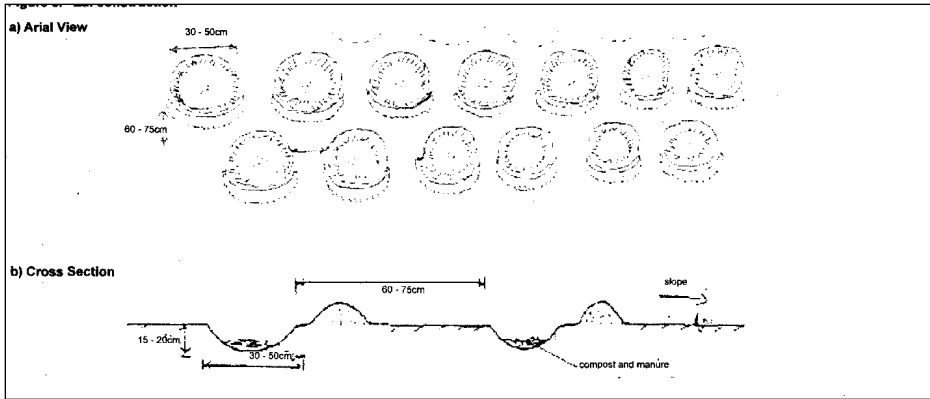 a) Arial View
30 - 50cm
60 - 75cm
b) Cross Section
60 - 75cm
slope
15 - 20cm
30 - 50cm
compost and manure